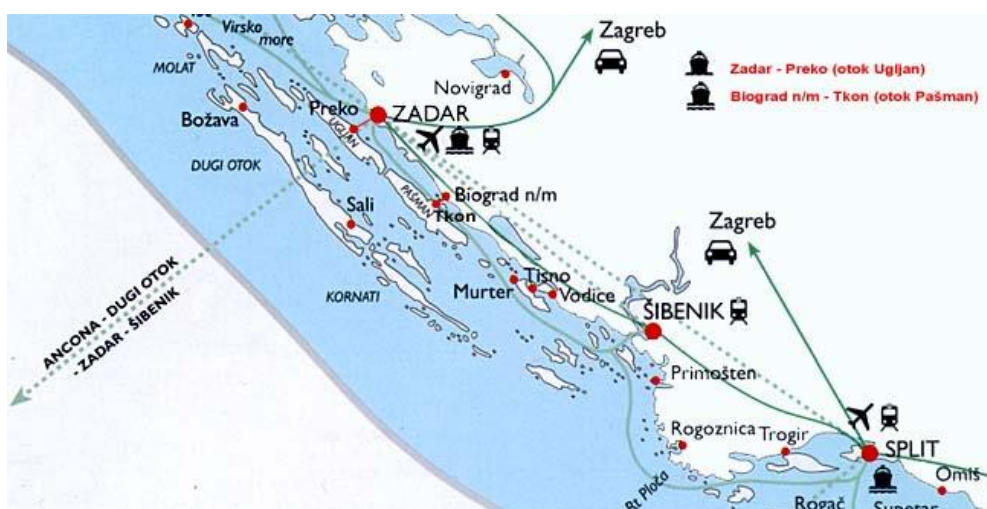 Virsko
more
MOLAT
Božava
DUGI OTOK
Preko
ZADAR
UGLJAN
Novigrad
Zagreb
Zadar - Preko (otok Ugljan)
Biograd n/m - Tkon (otok Pašman)
PAŠMAN
Biograd n/m
Tkon
Sali
KORNATI
Murter
Tisno
Vodice
Zagreb
ŠIBENIK
ANCONA - DUGI OTOK
- ZADAR - ŠIBENIK
Primošten
Rogoznica
Trogir
SPLIT
Omiš
Rt Ploča
Rogač
Supetar